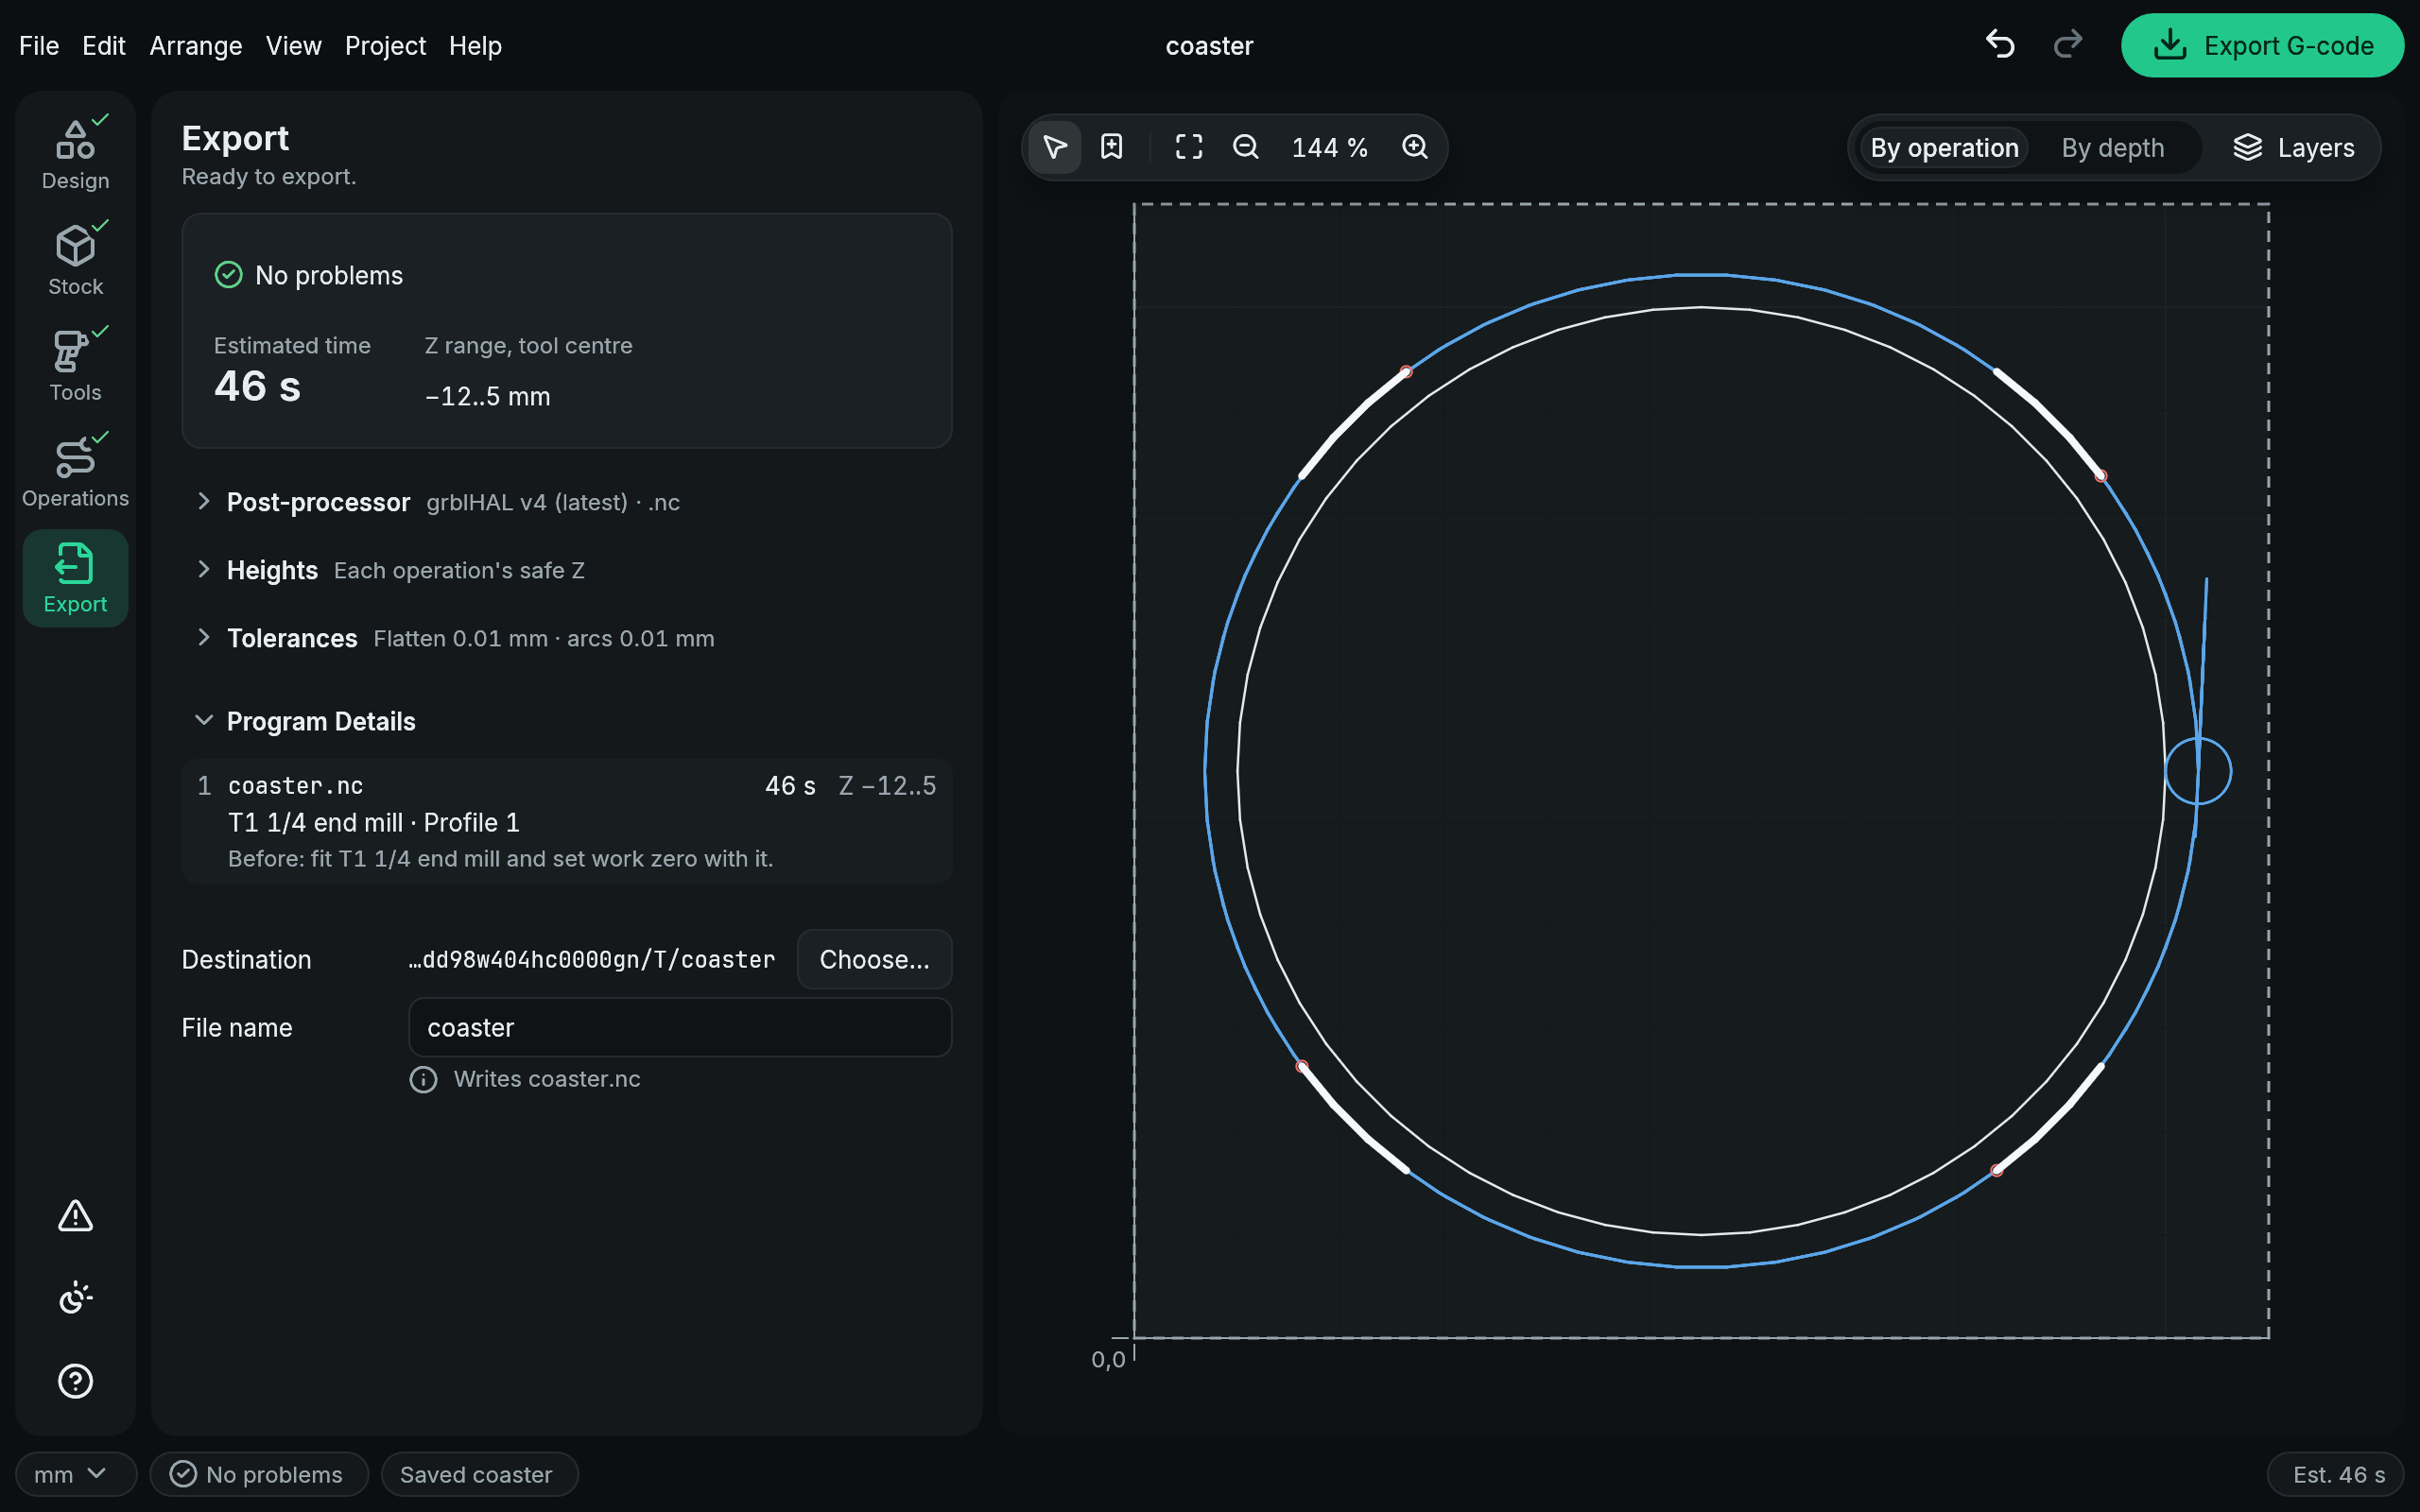 File Edit Arrange View Project Help
coaster
Export G-code
Design
Stock
Tools
Operations
Export
Export
Ready to export.
No problems
Estimated time
46 s
Z range, tool centre
−12..5 mm
Post-processor grblHAL v4 (latest) · .nc
Heights Each operation's safe Z
Tolerances Flatten 0.01 mm · arcs 0.01 mm
Program Details
1 coaster.nc 46 s Z −12..5
T1 1/4 end mill · Profile 1
Before: fit T1 1/4 end mill and set work zero with it.
Destination …dd98w404hc0000gn/T/coaster Choose...
File name coaster
Writes coaster.nc
144 %
By operation By depth Layers
0,0
mm No problems Saved coaster Est. 46 s